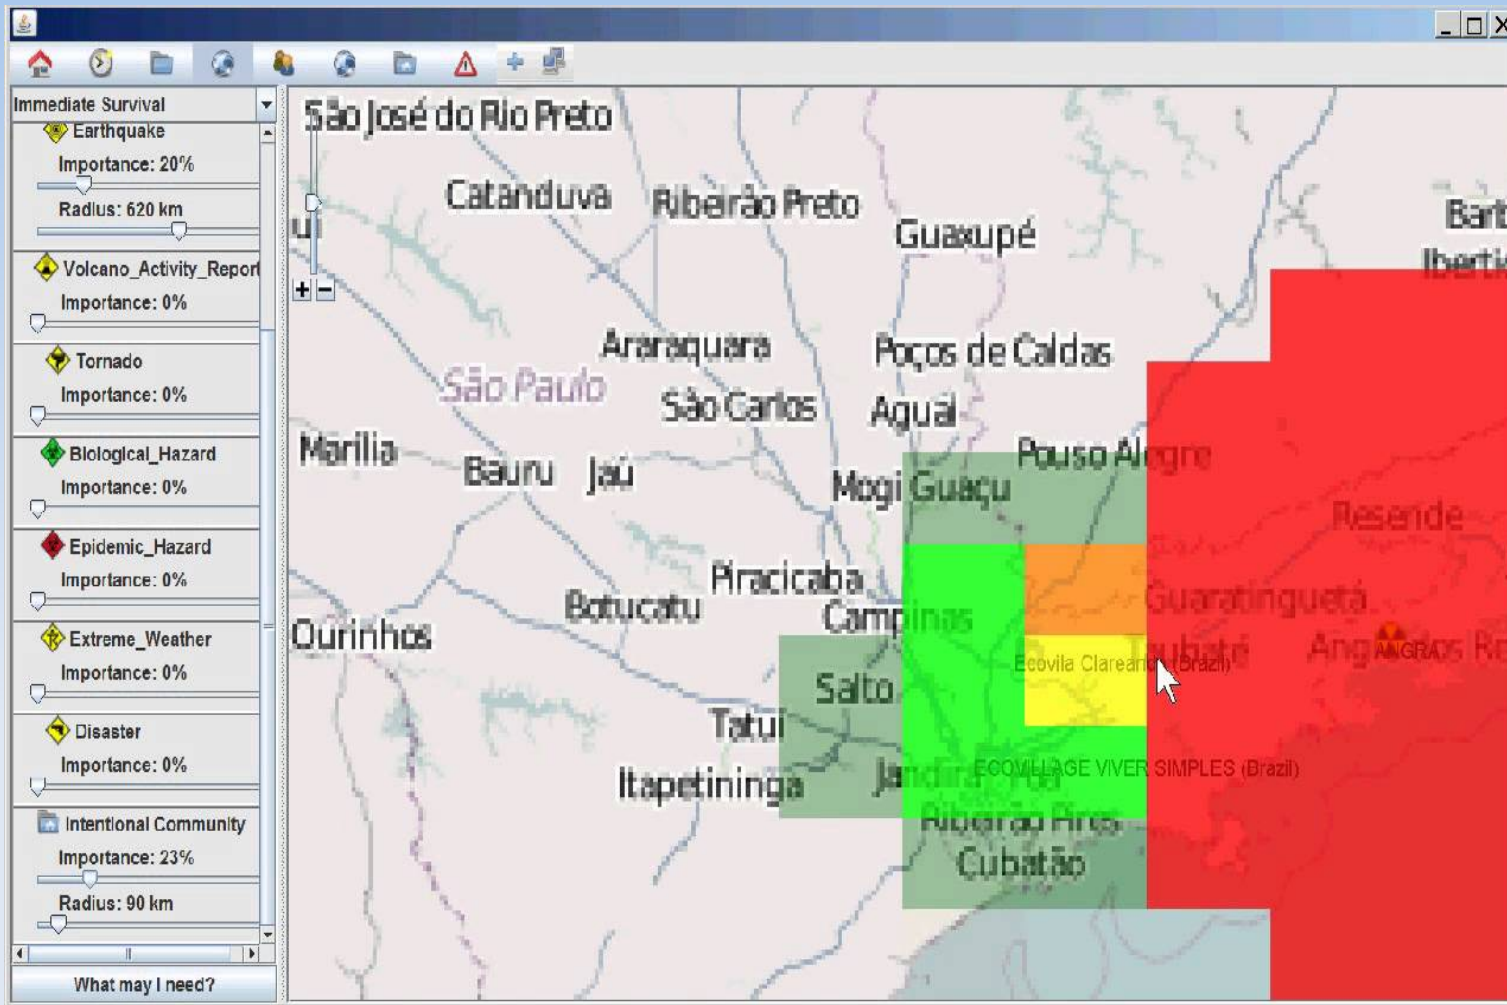 Immediate Survival
Earthquake
Importance: 20%
Radius: 620 km
Volcano_Activity_Report
Importance: 0%
Tornado
Importance: 0%
Biological_Hazard
Importance: 0%
Epidemic_Hazard
Importance: 0%
Extreme_Weather
Importance: 0%
Disaster
Importance: 0%
Intentional Community
Importance: 23%
Radius: 90 km
What may I need?
São José do Rio Preto
Catanduva
Ribeirão Preto
Guaxupé
Araraquara
Poços de Caldas
São Paulo
São Carlos
Aguaí
Marília
Bauru
Jaú
Pouso Alegre
Mogi Guaçu
Resende
Piracicaba
Botucatu
Campinas
Guaratinguetá
Ourinhos
Taubaté
ANGRA
Ecovila Clareando (Brazil)
Salto
Tatuí
Itapetininga
Jandira
ECOVILLAGE VIVER SIMPLES (Brazil)
Ribeirão Pires
Cubatão